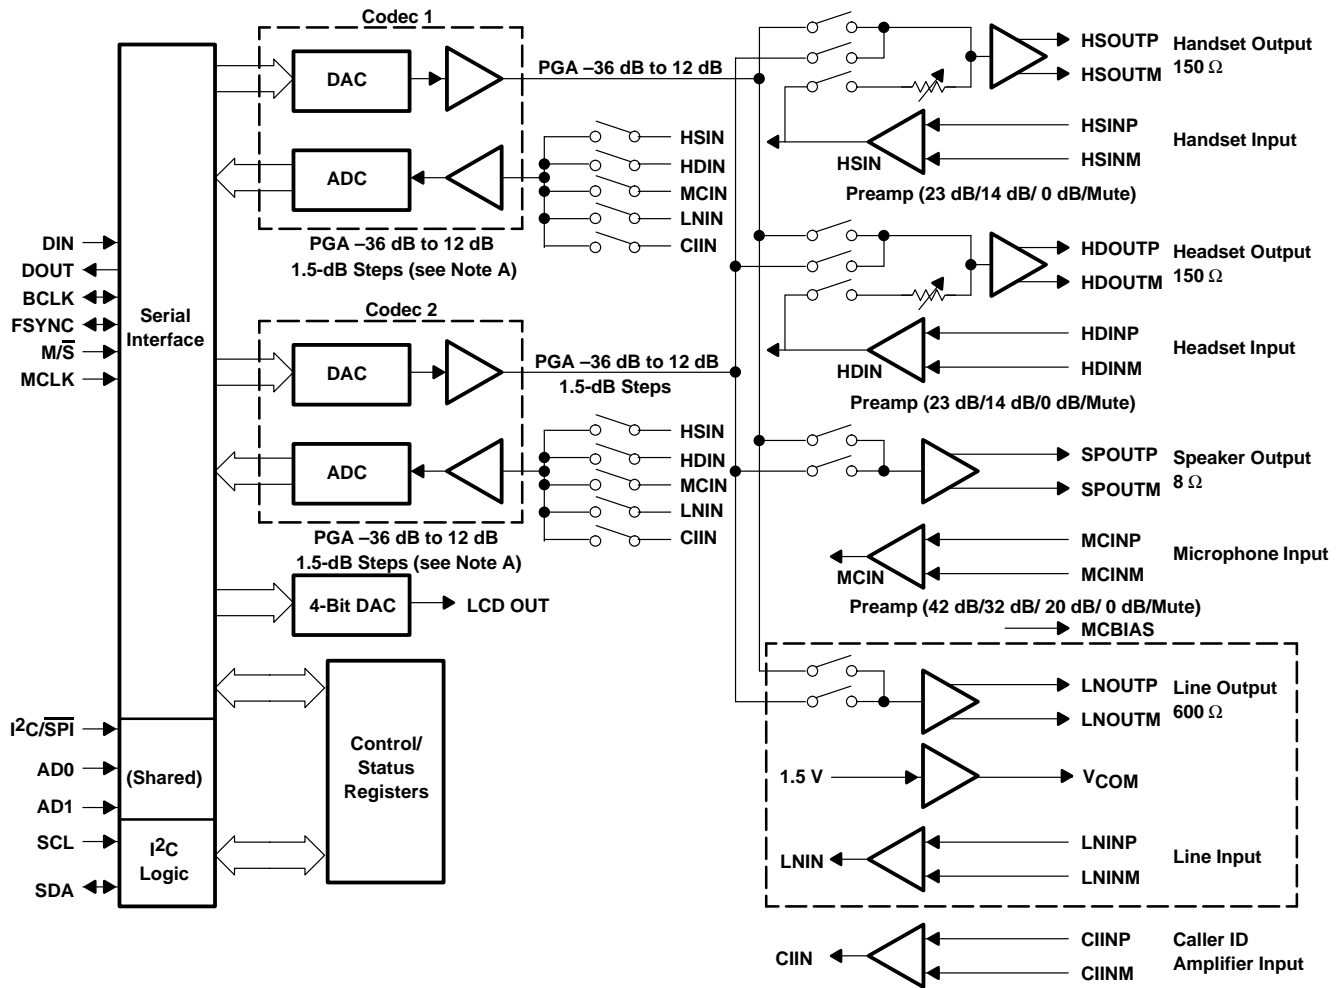 Codec 1
DAC
PGA –36 dB to 12 dB
ADC
HSIN
HDIN
MCIN
LNIN
CIIN
PGA –36 dB to 12 dB
1.5-dB Steps (see Note A)
DIN
DOUT
BCLK
FSYNC
M/S̅
MCLK
Serial
Interface
Codec 2
DAC
PGA –36 dB to 12 dB
1.5-dB Steps
ADC
HSIN
HDIN
MCIN
LNIN
CIIN
PGA –36 dB to 12 dB
1.5-dB Steps (see Note A)
4-Bit DAC
LCD OUT
I²C/S̅P̅I̅
AD0
AD1
SCL
SDA
(Shared)
I²C
Logic
Control/
Status
Registers
HSOUTP
HSOUTM
Handset Output
150 Ω
HSINP
HSINM
Handset Input
HSIN
Preamp (23 dB/14 dB/ 0 dB/Mute)
HDOUTP
HDOUTM
Headset Output
150 Ω
HDINP
HDINM
Headset Input
HDIN
Preamp (23 dB/14 dB/0 dB/Mute)
SPOUTP
SPOUTM
Speaker Output
8 Ω
MCINP
MCINM
Microphone Input
MCIN
Preamp (42 dB/32 dB/ 20 dB/ 0 dB/Mute)
MCBIAS
LNOUTP
LNOUTM
Line Output
600 Ω
1.5 V
VCOM
LNINP
LNINM
Line Input
LNIN
CIINP
CIINM
Caller ID
Amplifier Input
CIIN